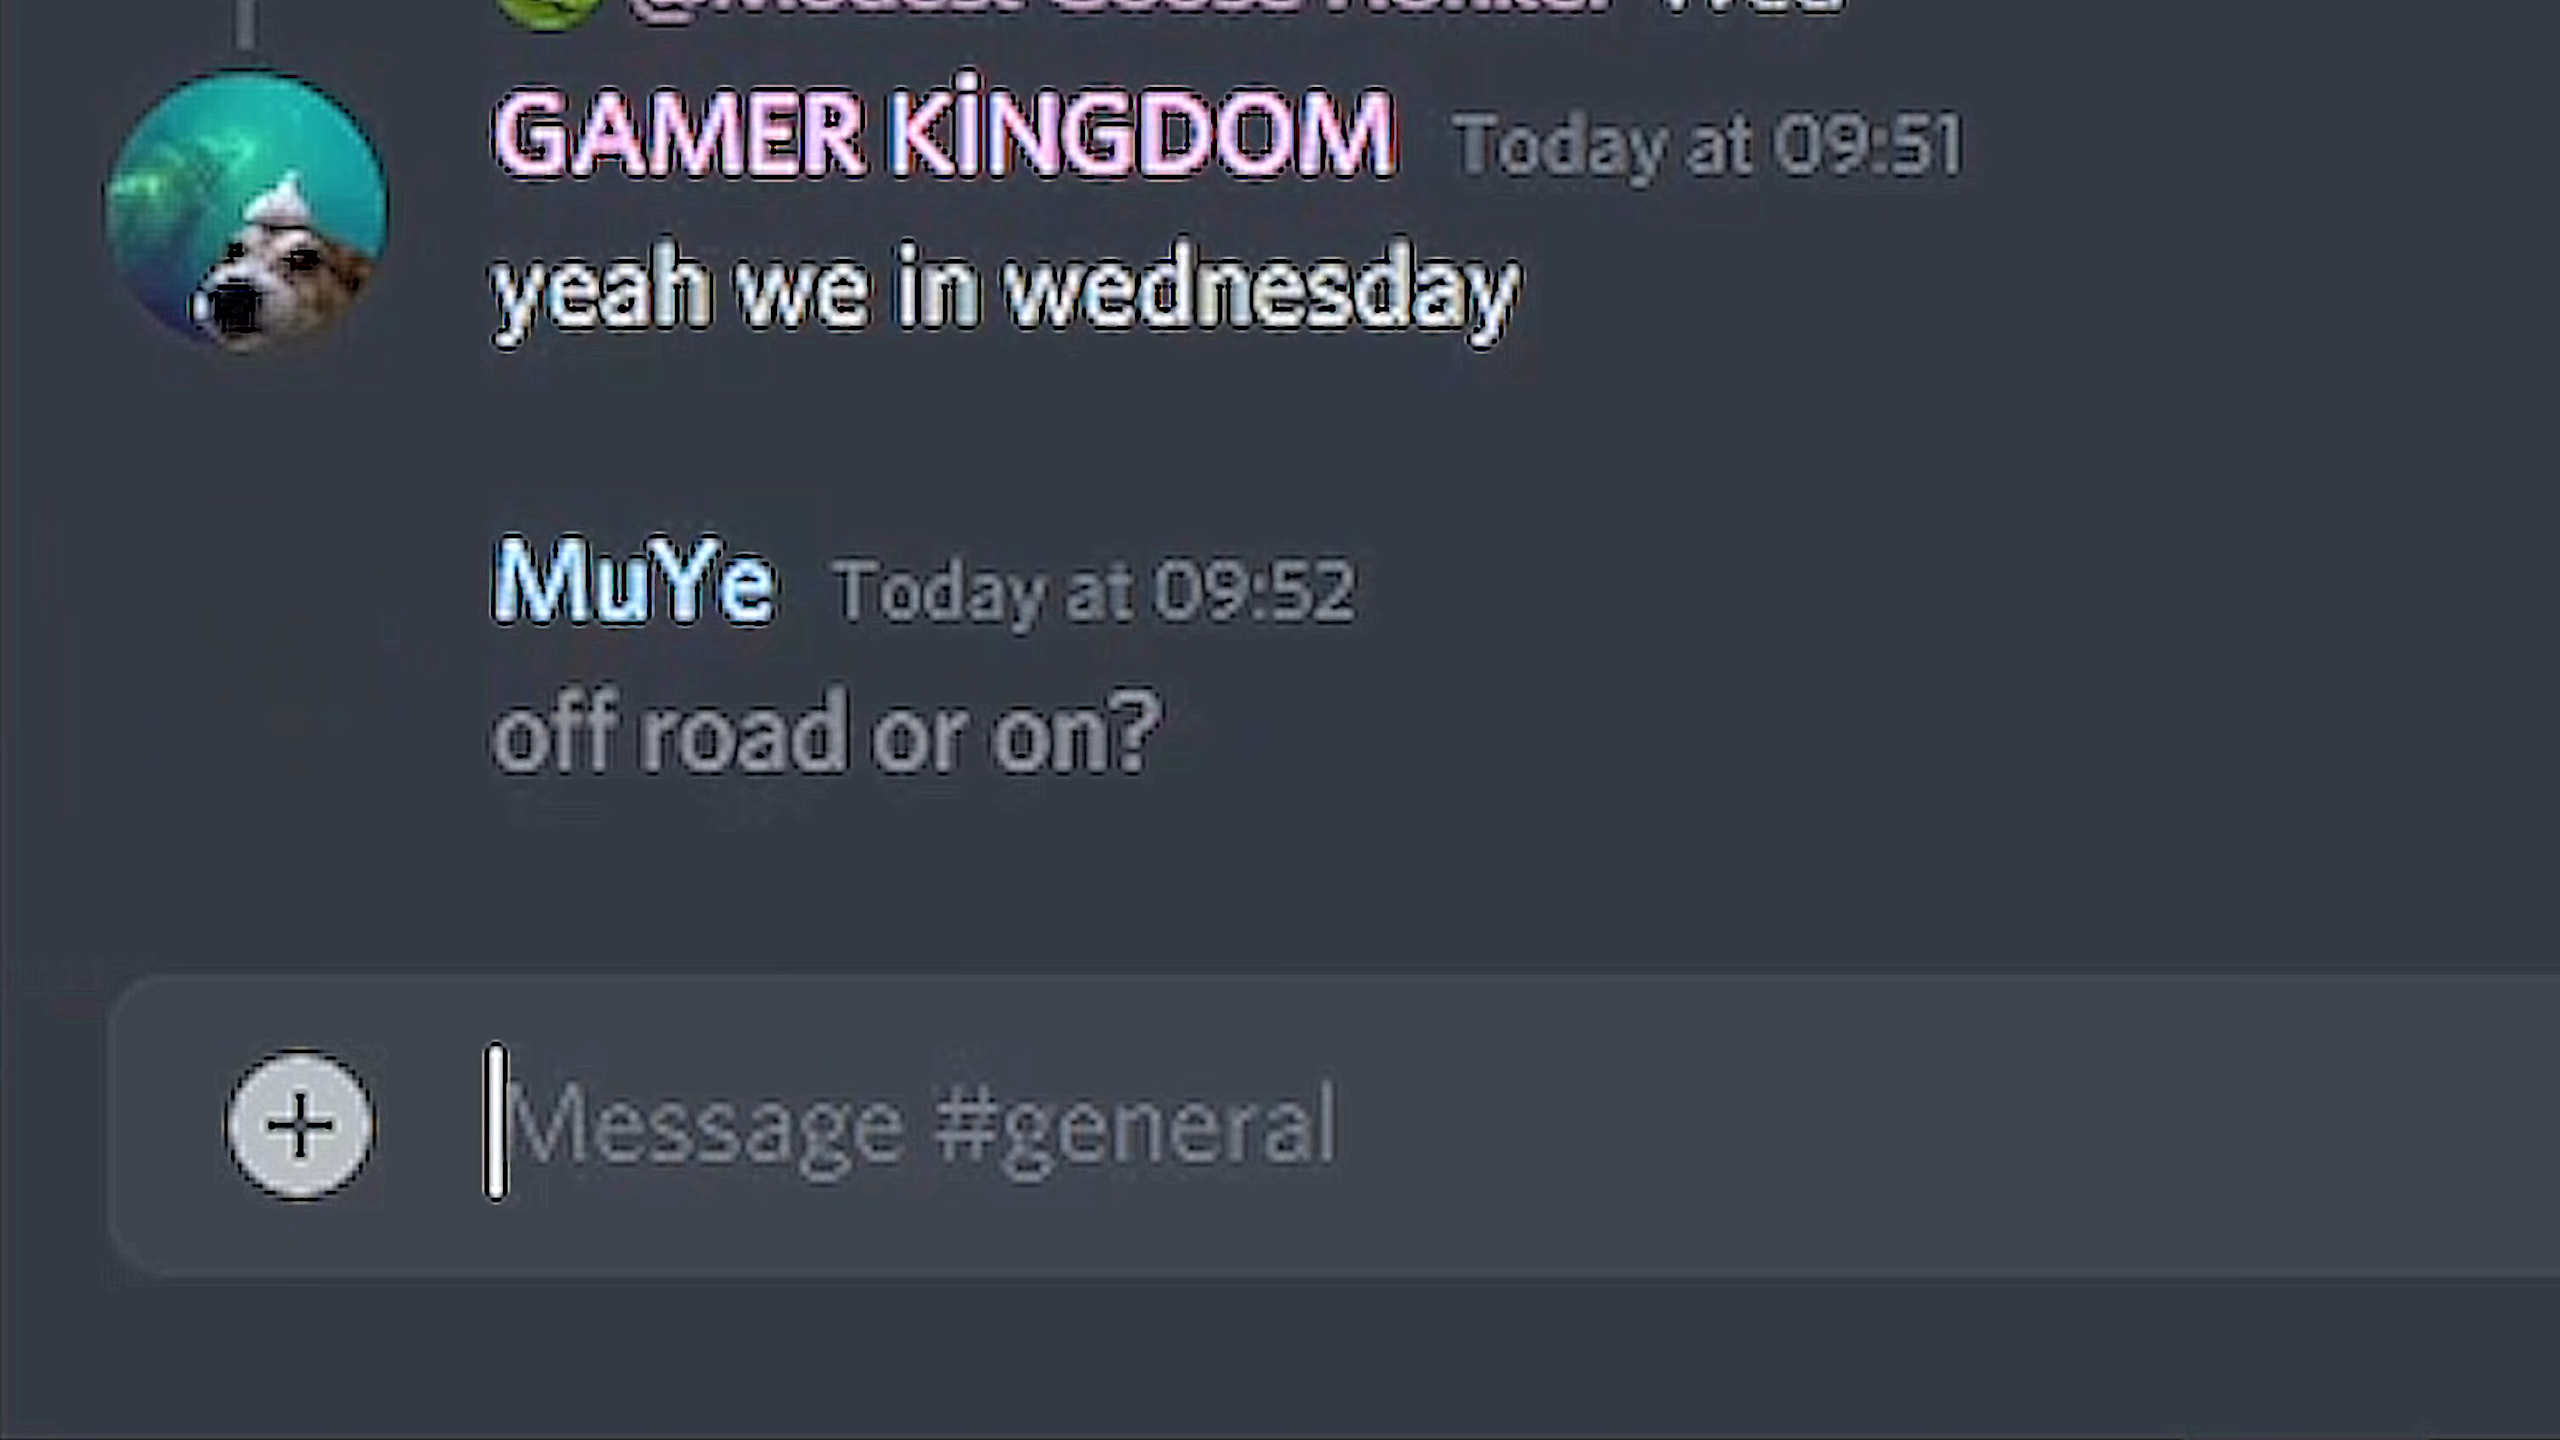 GAMER KİNGDOM Today at 09:51
yeah we in wednesday
MuYe Today at 09:52
off road or on?
Message #general